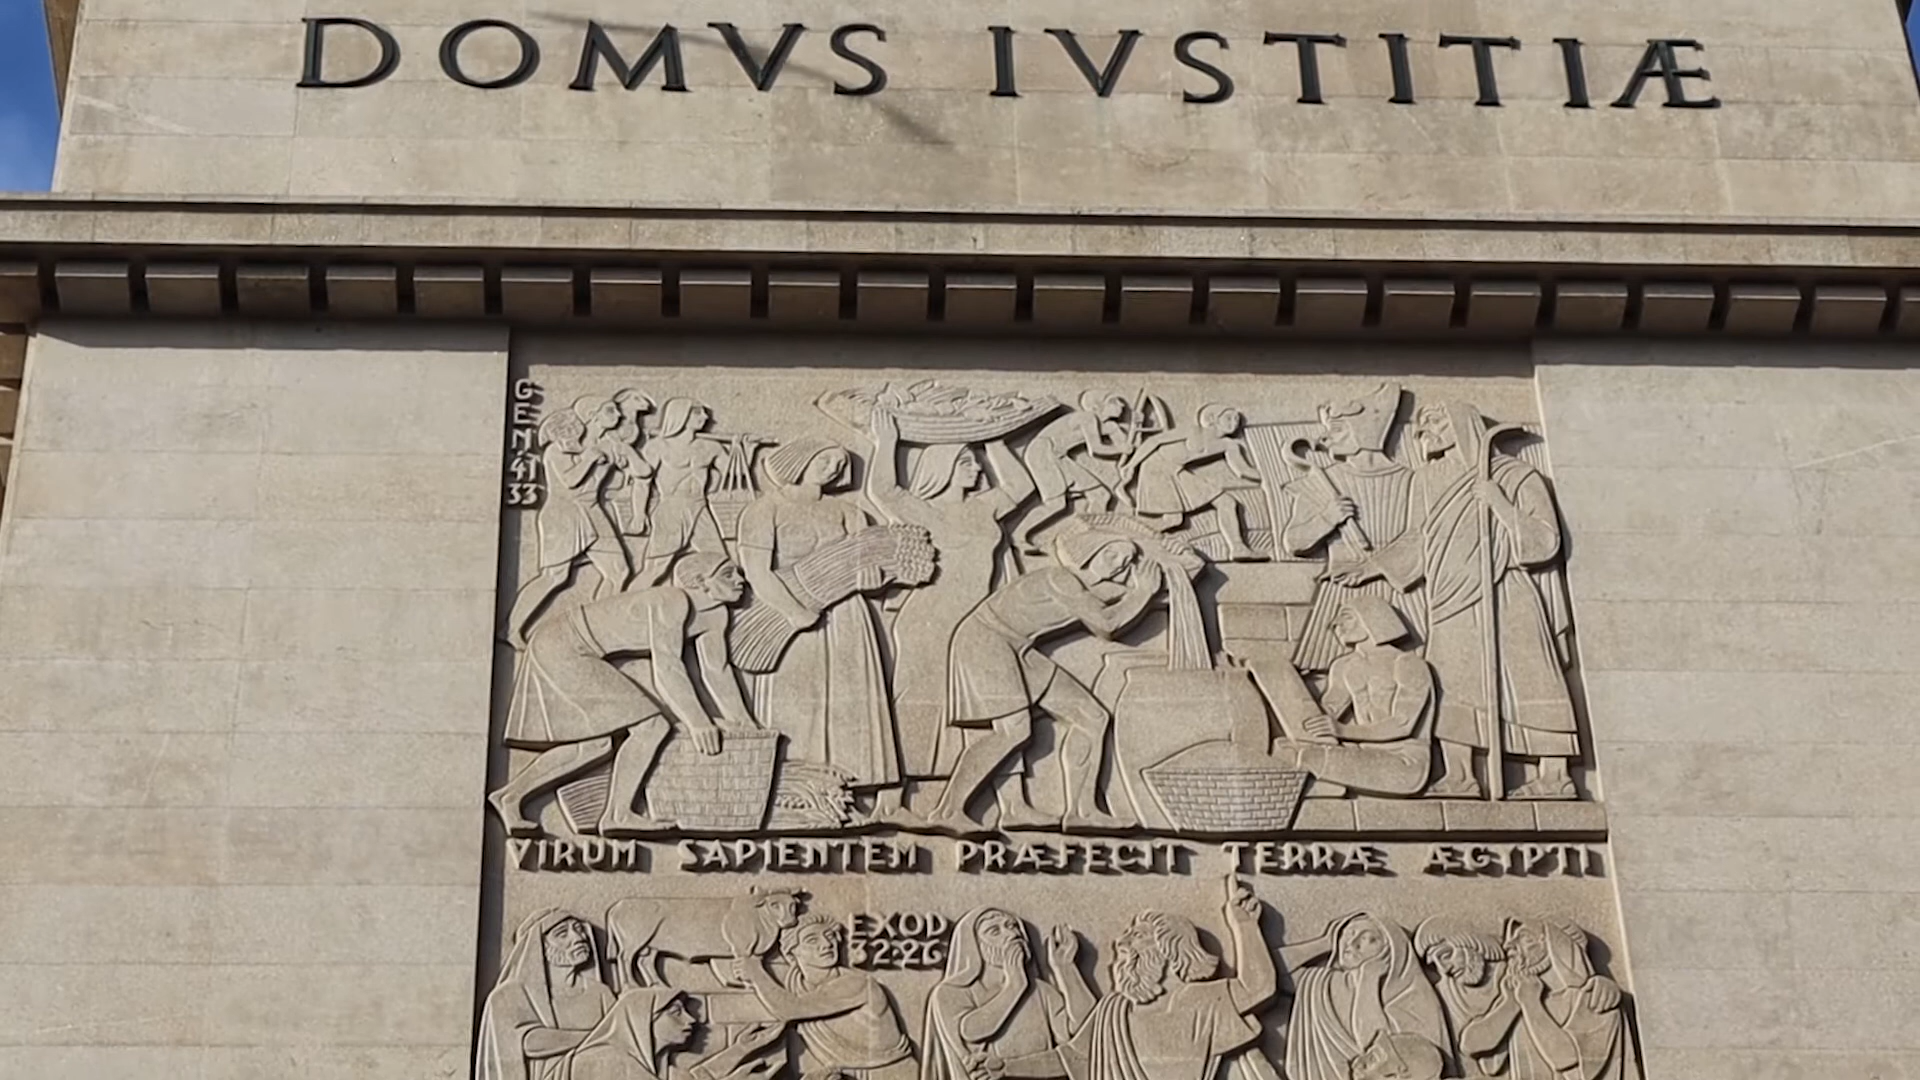 DOMVS IVSTITIÆ
GEN
41
33
VIRUM SAPIENTEM PRÆFECIT TERRÆ ÆGIPTI
EXOD
32:26